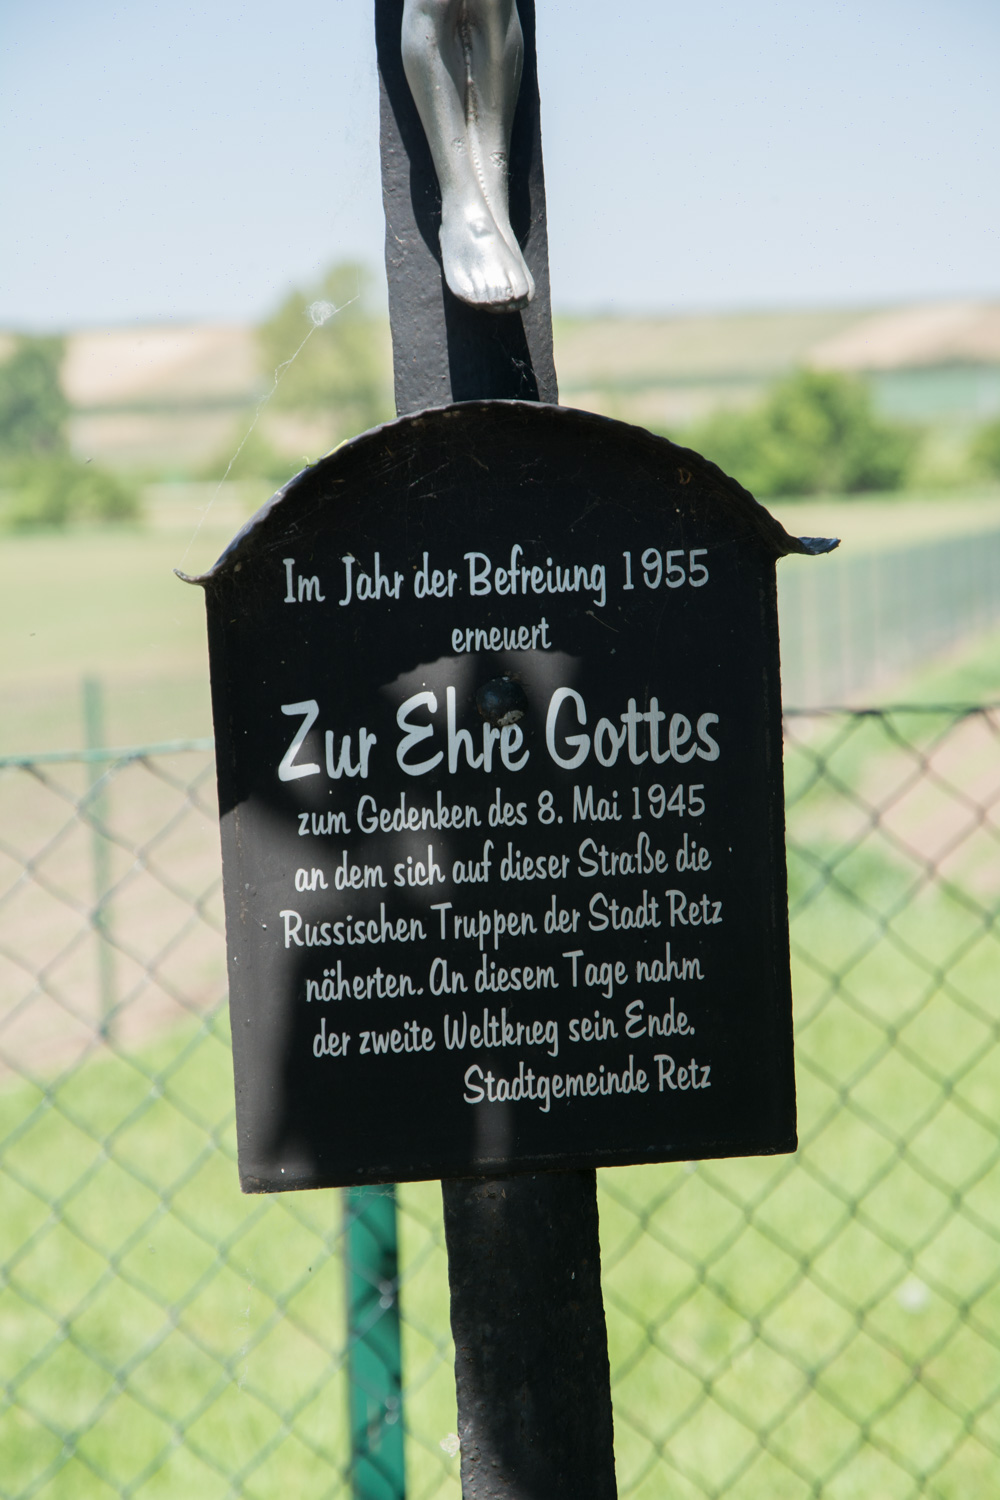 Im Jahr der Befreiung 1955
erneuert
Zur Ehre Gottes
zum Gedenken des 8. Mai 1945
an dem sich auf dieser Straße die
Russischen Truppen der Stadt Retz
näherten. An diesem Tage nahm
der zweite Weltkrieg sein Ende.
Stadtgemeinde Retz